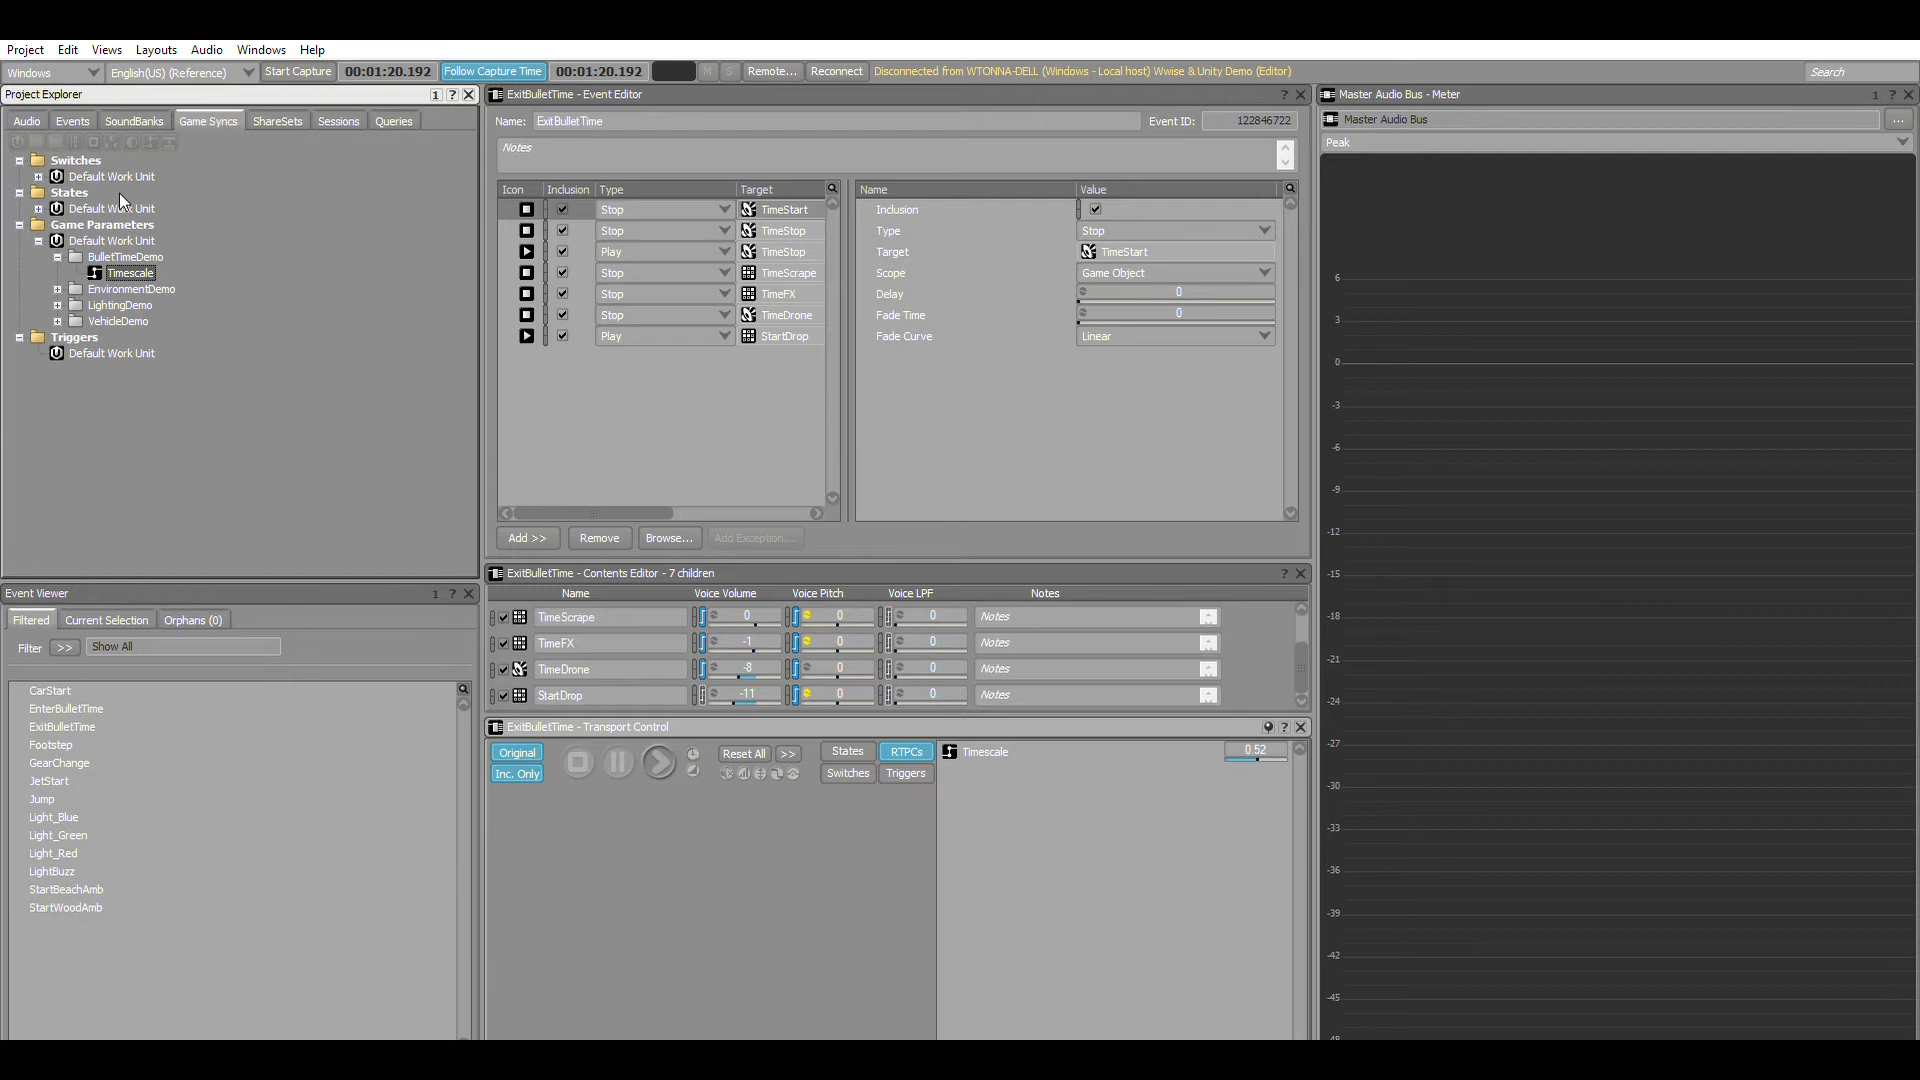 Project Edit Views Layouts Audio Windows Help
Windows English(US) (Reference) Start Capture 00:01:20.192 Follow Capture Time 00:01:20.192 M S Remote... Reconnect Disconnected from WTONNA-DELL (Windows - Local host) Wwise & Unity Demo (Editor) Search
Project Explorer 1 ?
Audio Events SoundBanks Game Syncs ShareSets Sessions Queries
Switches
Default Work Unit
States
Default Work Unit
Game Parameters
Default Work Unit
BulletTimeDemo
Timescale
EnvironmentDemo
LightingDemo
VehicleDemo
Triggers
Default Work Unit
Event Viewer 1 ?
Filtered Current Selection Orphans (0)
Filter >> Show All
CarStart
EnterBulletTime
ExitBulletTime
Footstep
GearChange
JetStart
Jump
Light_Blue
Light_Green
Light_Red
LightBuzz
StartBeachAmb
StartWoodAmb
ExitBulletTime - Event Editor ?
Name: ExitBulletTime Event ID: 122846722
Notes
Icon Inclusion Type Target
Stop TimeStart
Stop TimeStop
Play TimeStop
Stop TimeScrape
Stop TimeFX
Stop TimeDrone
Play StartDrop
Name Value
Inclusion
Type Stop
Target TimeStart
Scope Game Object
Delay 0
Fade Time 0
Fade Curve Linear
Add >> Remove Browse... Add Exception...
ExitBulletTime - Contents Editor - 7 children ?
Name Voice Volume Voice Pitch Voice LPF Notes
TimeScrape 0 0 0 Notes
TimeFX -1 0 0 Notes
TimeDrone -8 0 0 Notes
StartDrop -11 0 0 Notes
ExitBulletTime - Transport Control ?
Original Reset All >> States RTPCs
Inc. Only Switches Triggers
Timescale 0.52
Master Audio Bus - Meter 1 ?
Master Audio Bus ...
Peak
6
3
0
-3
-6
-9
-12
-15
-18
-21
-24
-27
-30
-33
-36
-39
-42
-45
-48